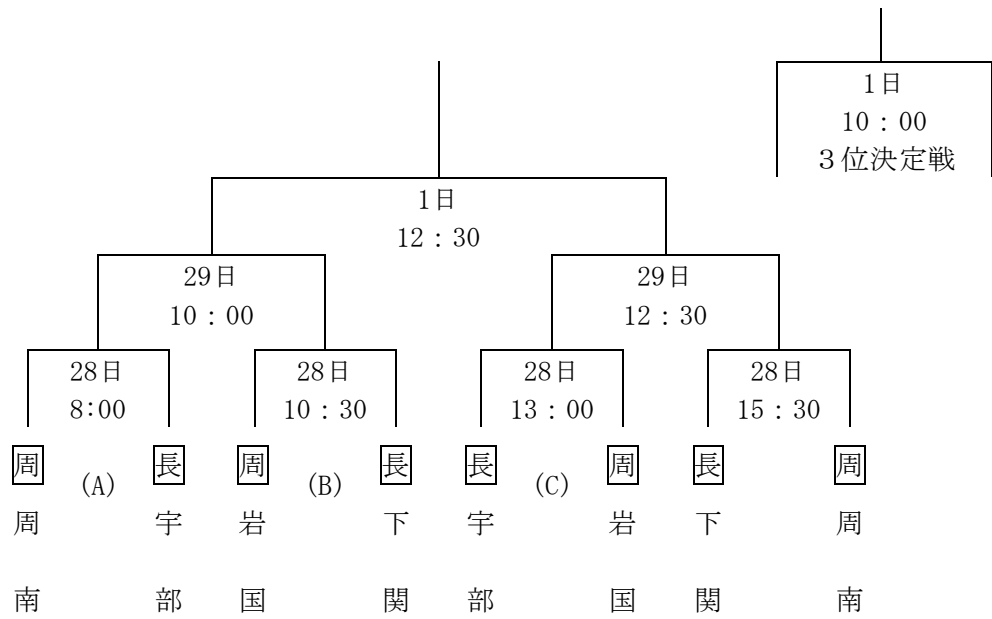 1日
10：00
３位決定戦
1日
12：30
29日
10：00
29日
12：30
28日
8:00
28日
10：30
28日
13：00
28日
15：30
周 (A) 長 周 (B) 長 長 (C) 周 長 周
周南
宇部
岩国
下関
宇部
岩国
下関
周南